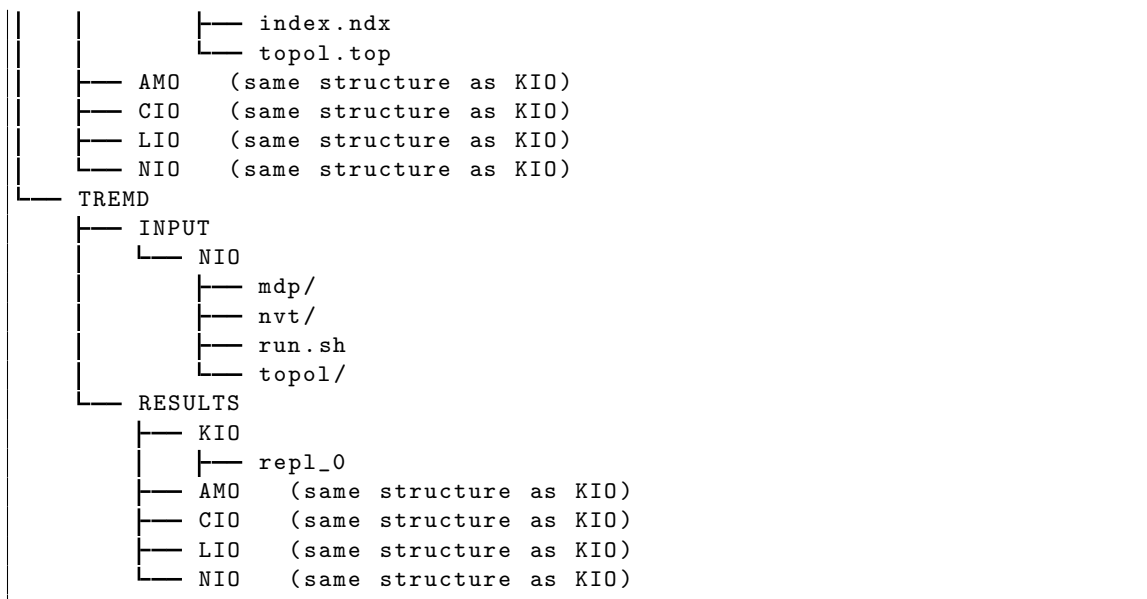 │   │       ├── index.ndx
│   │       └── topol.top
│   ├── AMO   (same structure as KIO)
│   ├── CIO   (same structure as KIO)
│   ├── LIO   (same structure as KIO)
│   └── NIO   (same structure as KIO)
└── TREMD
    ├── INPUT
    │   └── NIO
    │       ├── mdp/
    │       ├── nvt/
    │       ├── run.sh
    │       └── topol/
    └── RESULTS
        ├── KIO
        │   ├── repl_0
        ├── AMO   (same structure as KIO)
        ├── CIO   (same structure as KIO)
        ├── LIO   (same structure as KIO)
        └── NIO   (same structure as KIO)